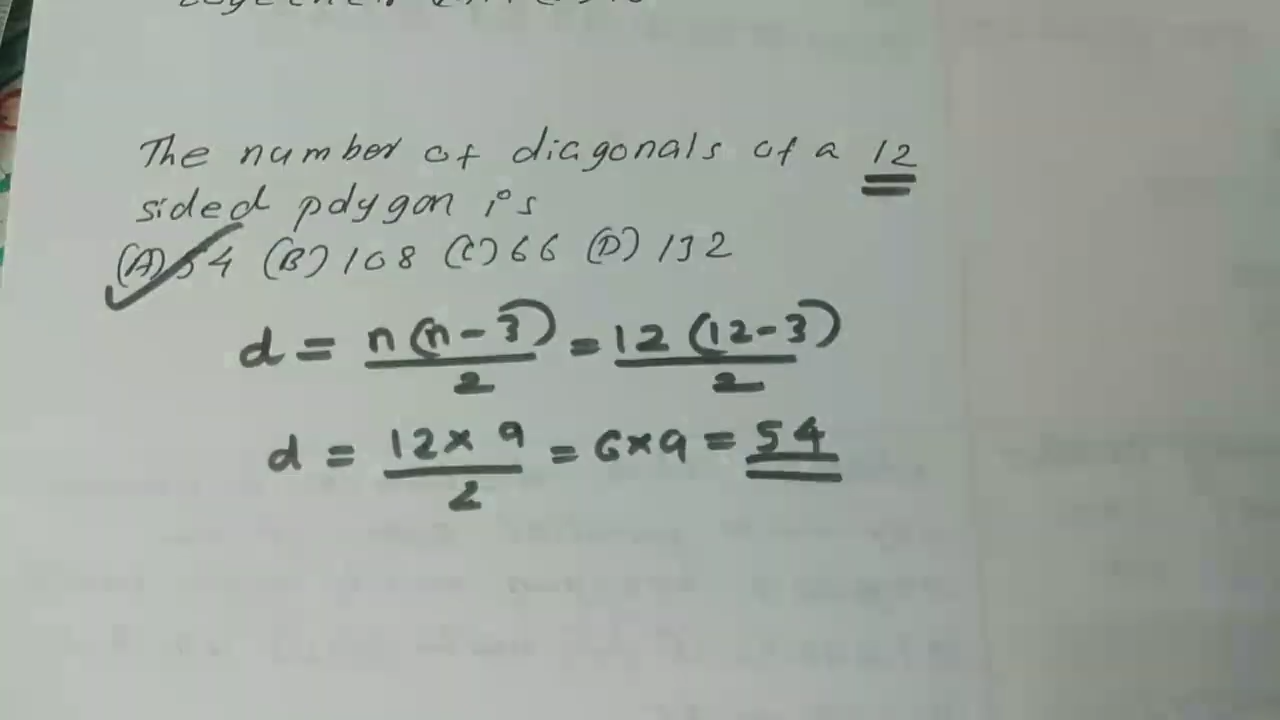 The number of diagonals of a 12
sided polygon is
(A) 54 (B) 108 (C) 66 (D) 132
d = n(n-3)/2 = 12(12-3)/2
d = 12×9/2 = 6×9 = 54